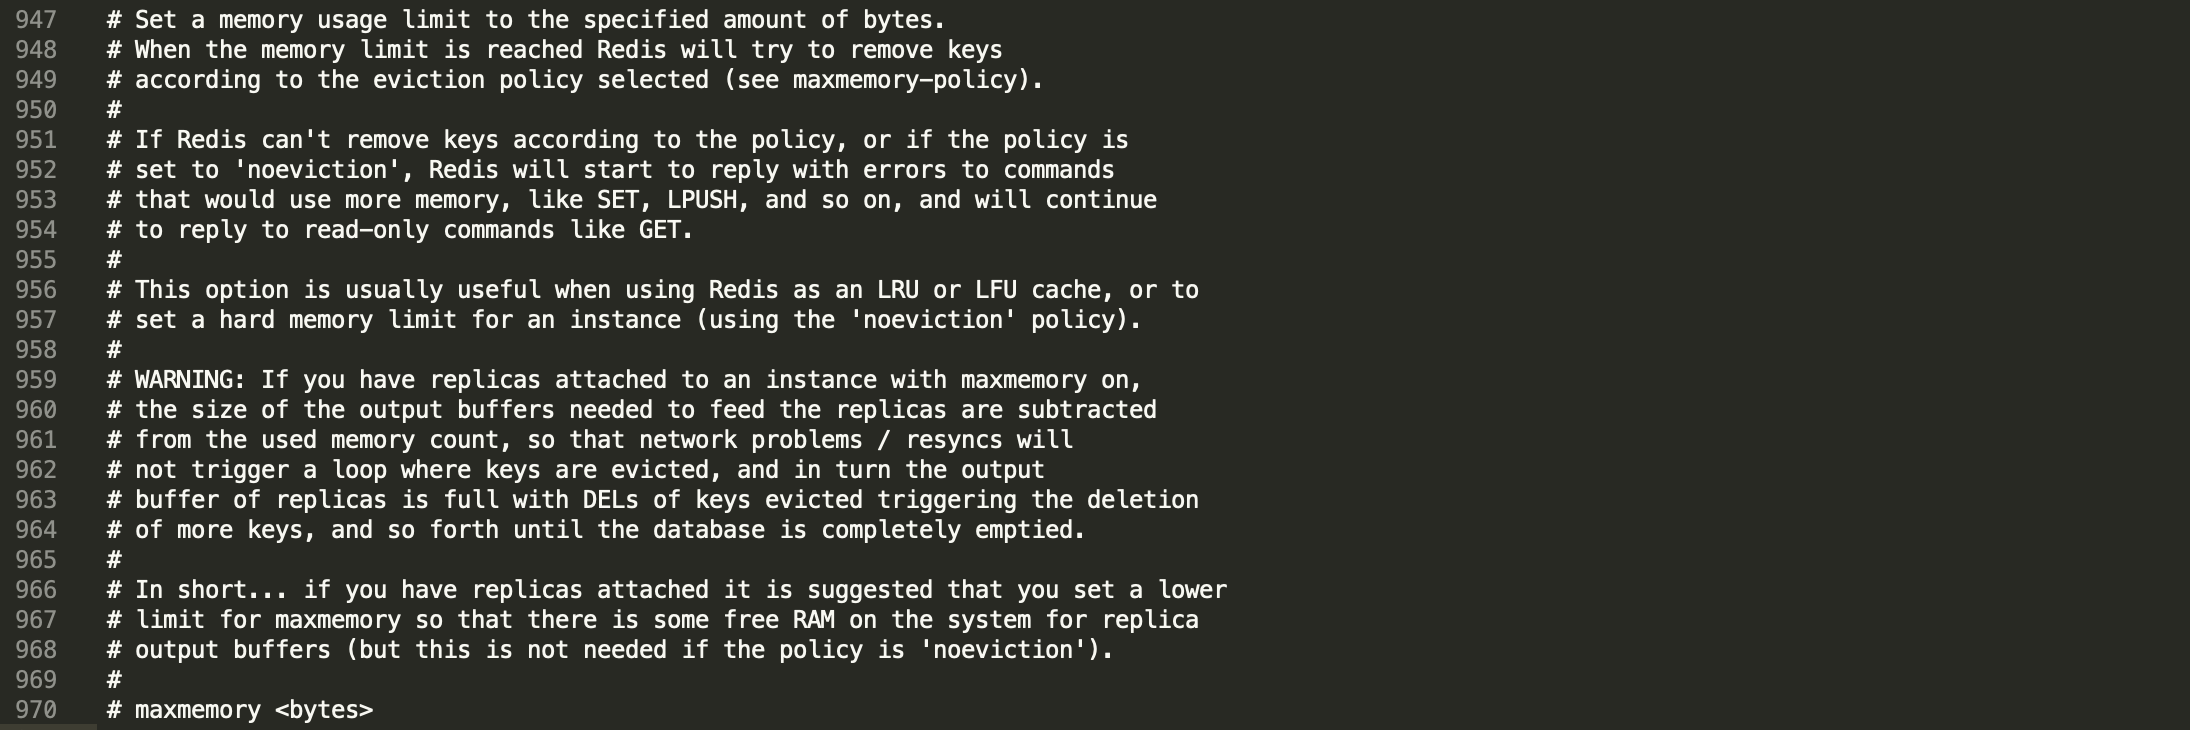 947 # Set a memory usage limit to the specified amount of bytes.
948 # When the memory limit is reached Redis will try to remove keys
949 # according to the eviction policy selected (see maxmemory-policy).
950 #
951 # If Redis can't remove keys according to the policy, or if the policy is
952 # set to 'noeviction', Redis will start to reply with errors to commands
953 # that would use more memory, like SET, LPUSH, and so on, and will continue
954 # to reply to read-only commands like GET.
955 #
956 # This option is usually useful when using Redis as an LRU or LFU cache, or to
957 # set a hard memory limit for an instance (using the 'noeviction' policy).
958 #
959 # WARNING: If you have replicas attached to an instance with maxmemory on,
960 # the size of the output buffers needed to feed the replicas are subtracted
961 # from the used memory count, so that network problems / resyncs will
962 # not trigger a loop where keys are evicted, and in turn the output
963 # buffer of replicas is full with DELs of keys evicted triggering the deletion
964 # of more keys, and so forth until the database is completely emptied.
965 #
966 # In short... if you have replicas attached it is suggested that you set a lower
967 # limit for maxmemory so that there is some free RAM on the system for replica
968 # output buffers (but this is not needed if the policy is 'noeviction').
969 #
970 # maxmemory <bytes>